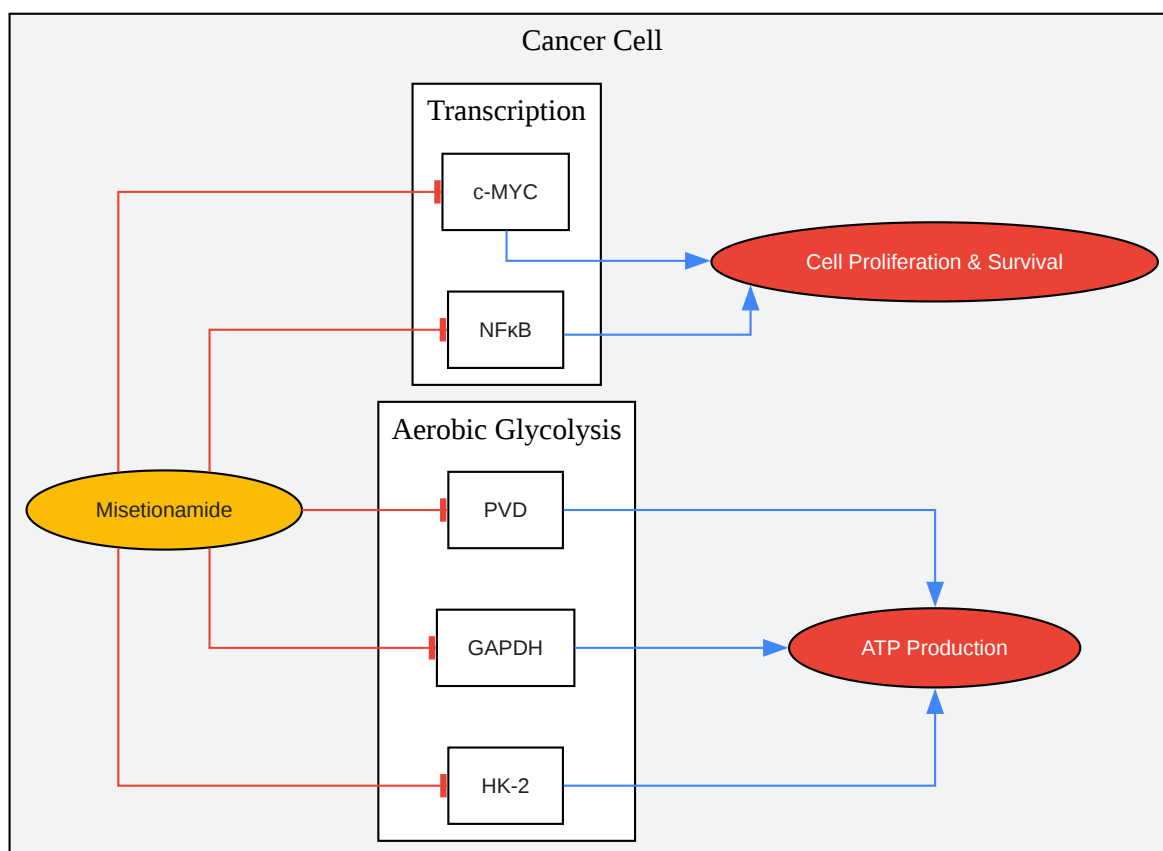 Cancer Cell
Transcription
c-MYC
Cell Proliferation & Survival
NFκB
Aerobic Glycolysis
Misetionamide
PVD
GAPDH
ATP Production
HK-2